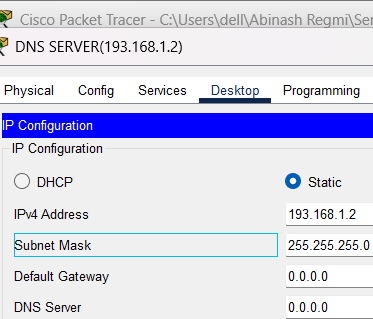 Cisco Packet Tracer - C:\Users\dell\Abinash Regmi\Ser
DNS SERVER(193.168.1.2)
Physical Config Services Desktop Programming
IP Configuration
IP Configuration
DHCP Static
IPv4 Address 193.168.1.2
Subnet Mask 255.255.255.0
Default Gateway 0.0.0.0
DNS Server 0.0.0.0